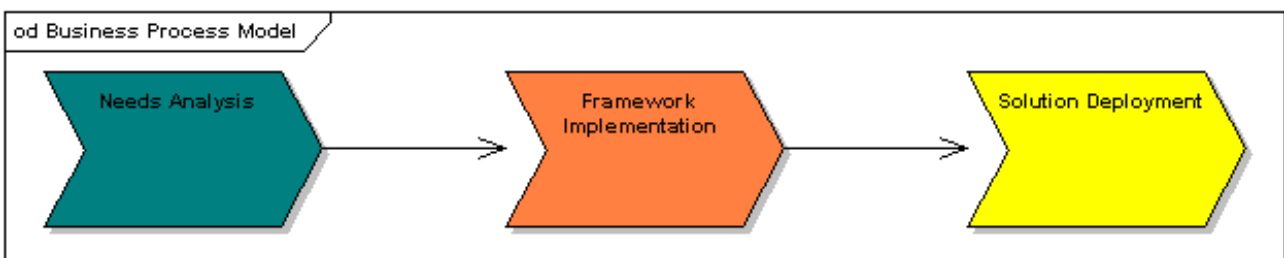 od Business Process Model
Needs Analysis
Framework
Implementation
Solution Deployment